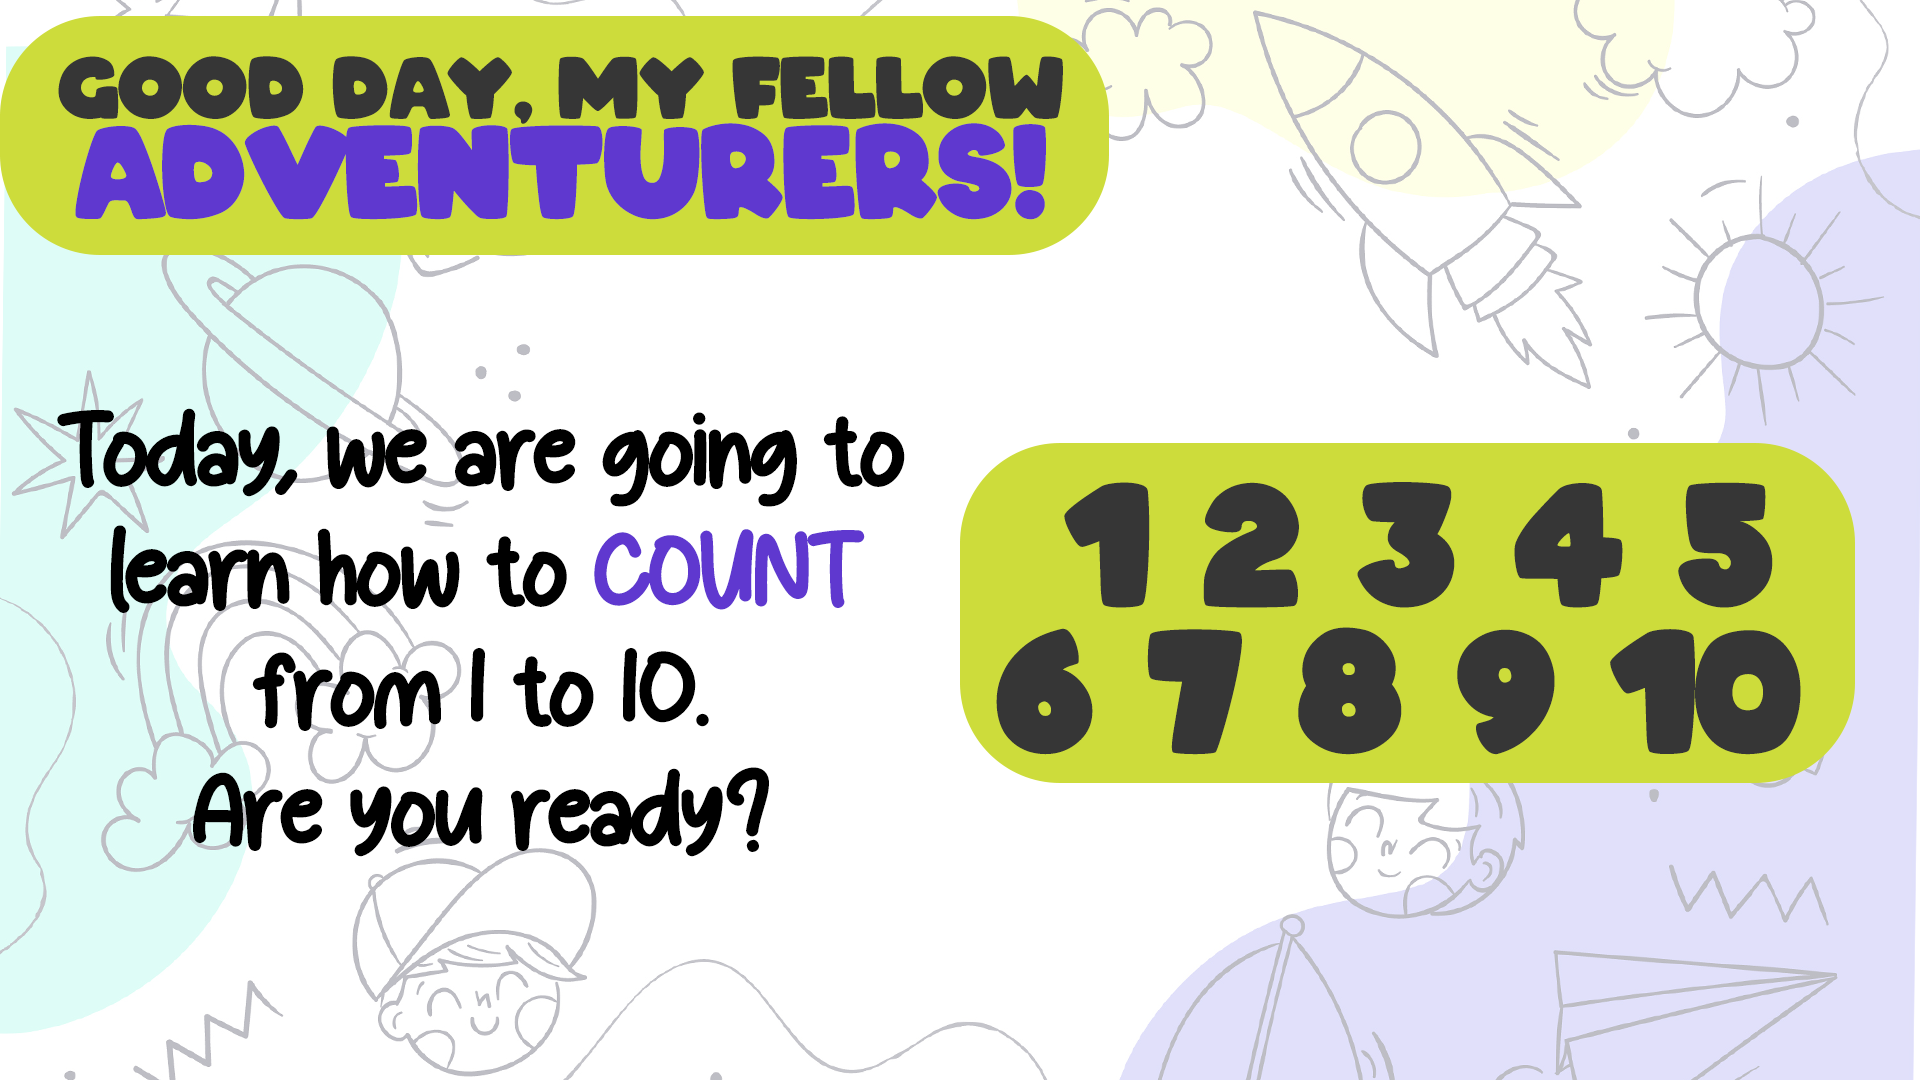 GOOD DAY, MY FELLOW
ADVENTURERS!
Today, we are going to
learn how to COUNT
from 1 to 10.
Are you ready?
1 2 3 4 5
6 7 8 9 10